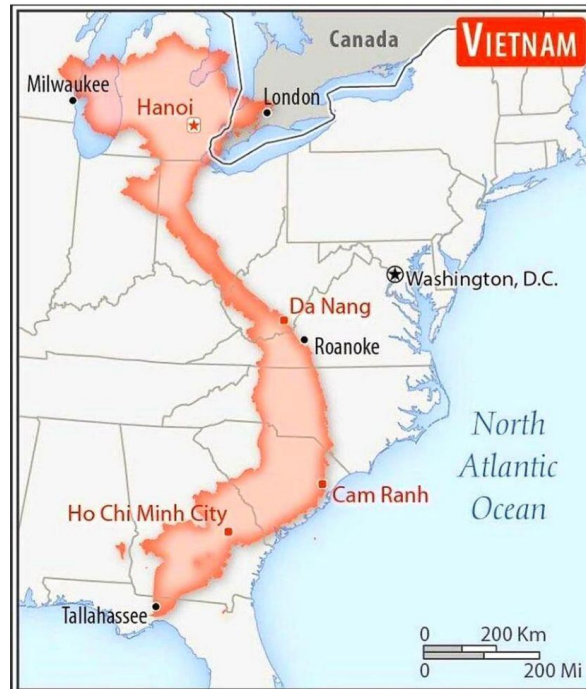 VIETNAM
Canada
Milwaukee
Hanoi
London
Washington, D.C.
Da Nang
Roanoke
North
Atlantic
Ocean
Cam Ranh
Ho Chi Minh City
Tallahassee
0 200 Km
0 200 Mi